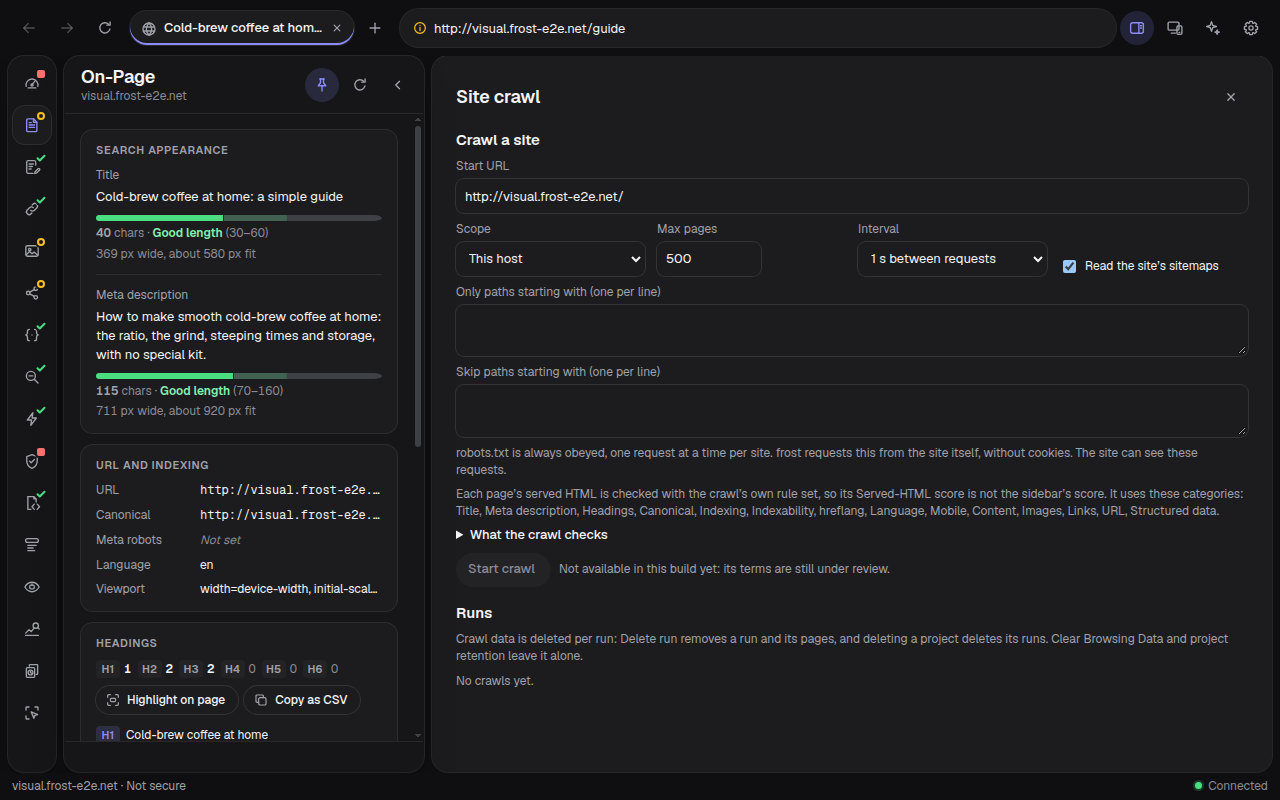 Cold-brew coffee at hom...
http://visual.frost-e2e.net/guide
On-Page
visual.frost-e2e.net
SEARCH APPEARANCE
Title
Cold-brew coffee at home: a simple guide
40 chars · Good length (30–60)
369 px wide, about 580 px fit
Meta description
How to make smooth cold-brew coffee at home:
the ratio, the grind, steeping times and storage,
with no special kit.
115 chars · Good length (70–160)
711 px wide, about 920 px fit
URL AND INDEXING
URL http://visual.frost-e2e.…
Canonical http://visual.frost-e2e.…
Meta robots Not set
Language en
Viewport width=device-width, initial-scal…
HEADINGS
H1 1 H2 2 H3 2 H4 0 H5 0 H6 0
Highlight on page
Copy as CSV
H1 Cold-brew coffee at home
Site crawl
Crawl a site
Start URL
http://visual.frost-e2e.net/
Scope Max pages Interval
This host 500 1 s between requests Read the site's sitemaps
Only paths starting with (one per line)
Skip paths starting with (one per line)
robots.txt is always obeyed, one request at a time per site. frost requests this from the site itself, without cookies. The site can see these
requests.
Each page's served HTML is checked with the crawl's own rule set, so its Served-HTML score is not the sidebar's score. It uses these categories:
Title, Meta description, Headings, Canonical, Indexing, Indexability, hreflang, Language, Mobile, Content, Images, Links, URL, Structured data.
What the crawl checks
Start crawl Not available in this build yet: its terms are still under review.
Runs
Crawl data is deleted per run: Delete run removes a run and its pages, and deleting a project deletes its runs. Clear Browsing Data and project
retention leave it alone.
No crawls yet.
visual.frost-e2e.net · Not secure
Connected